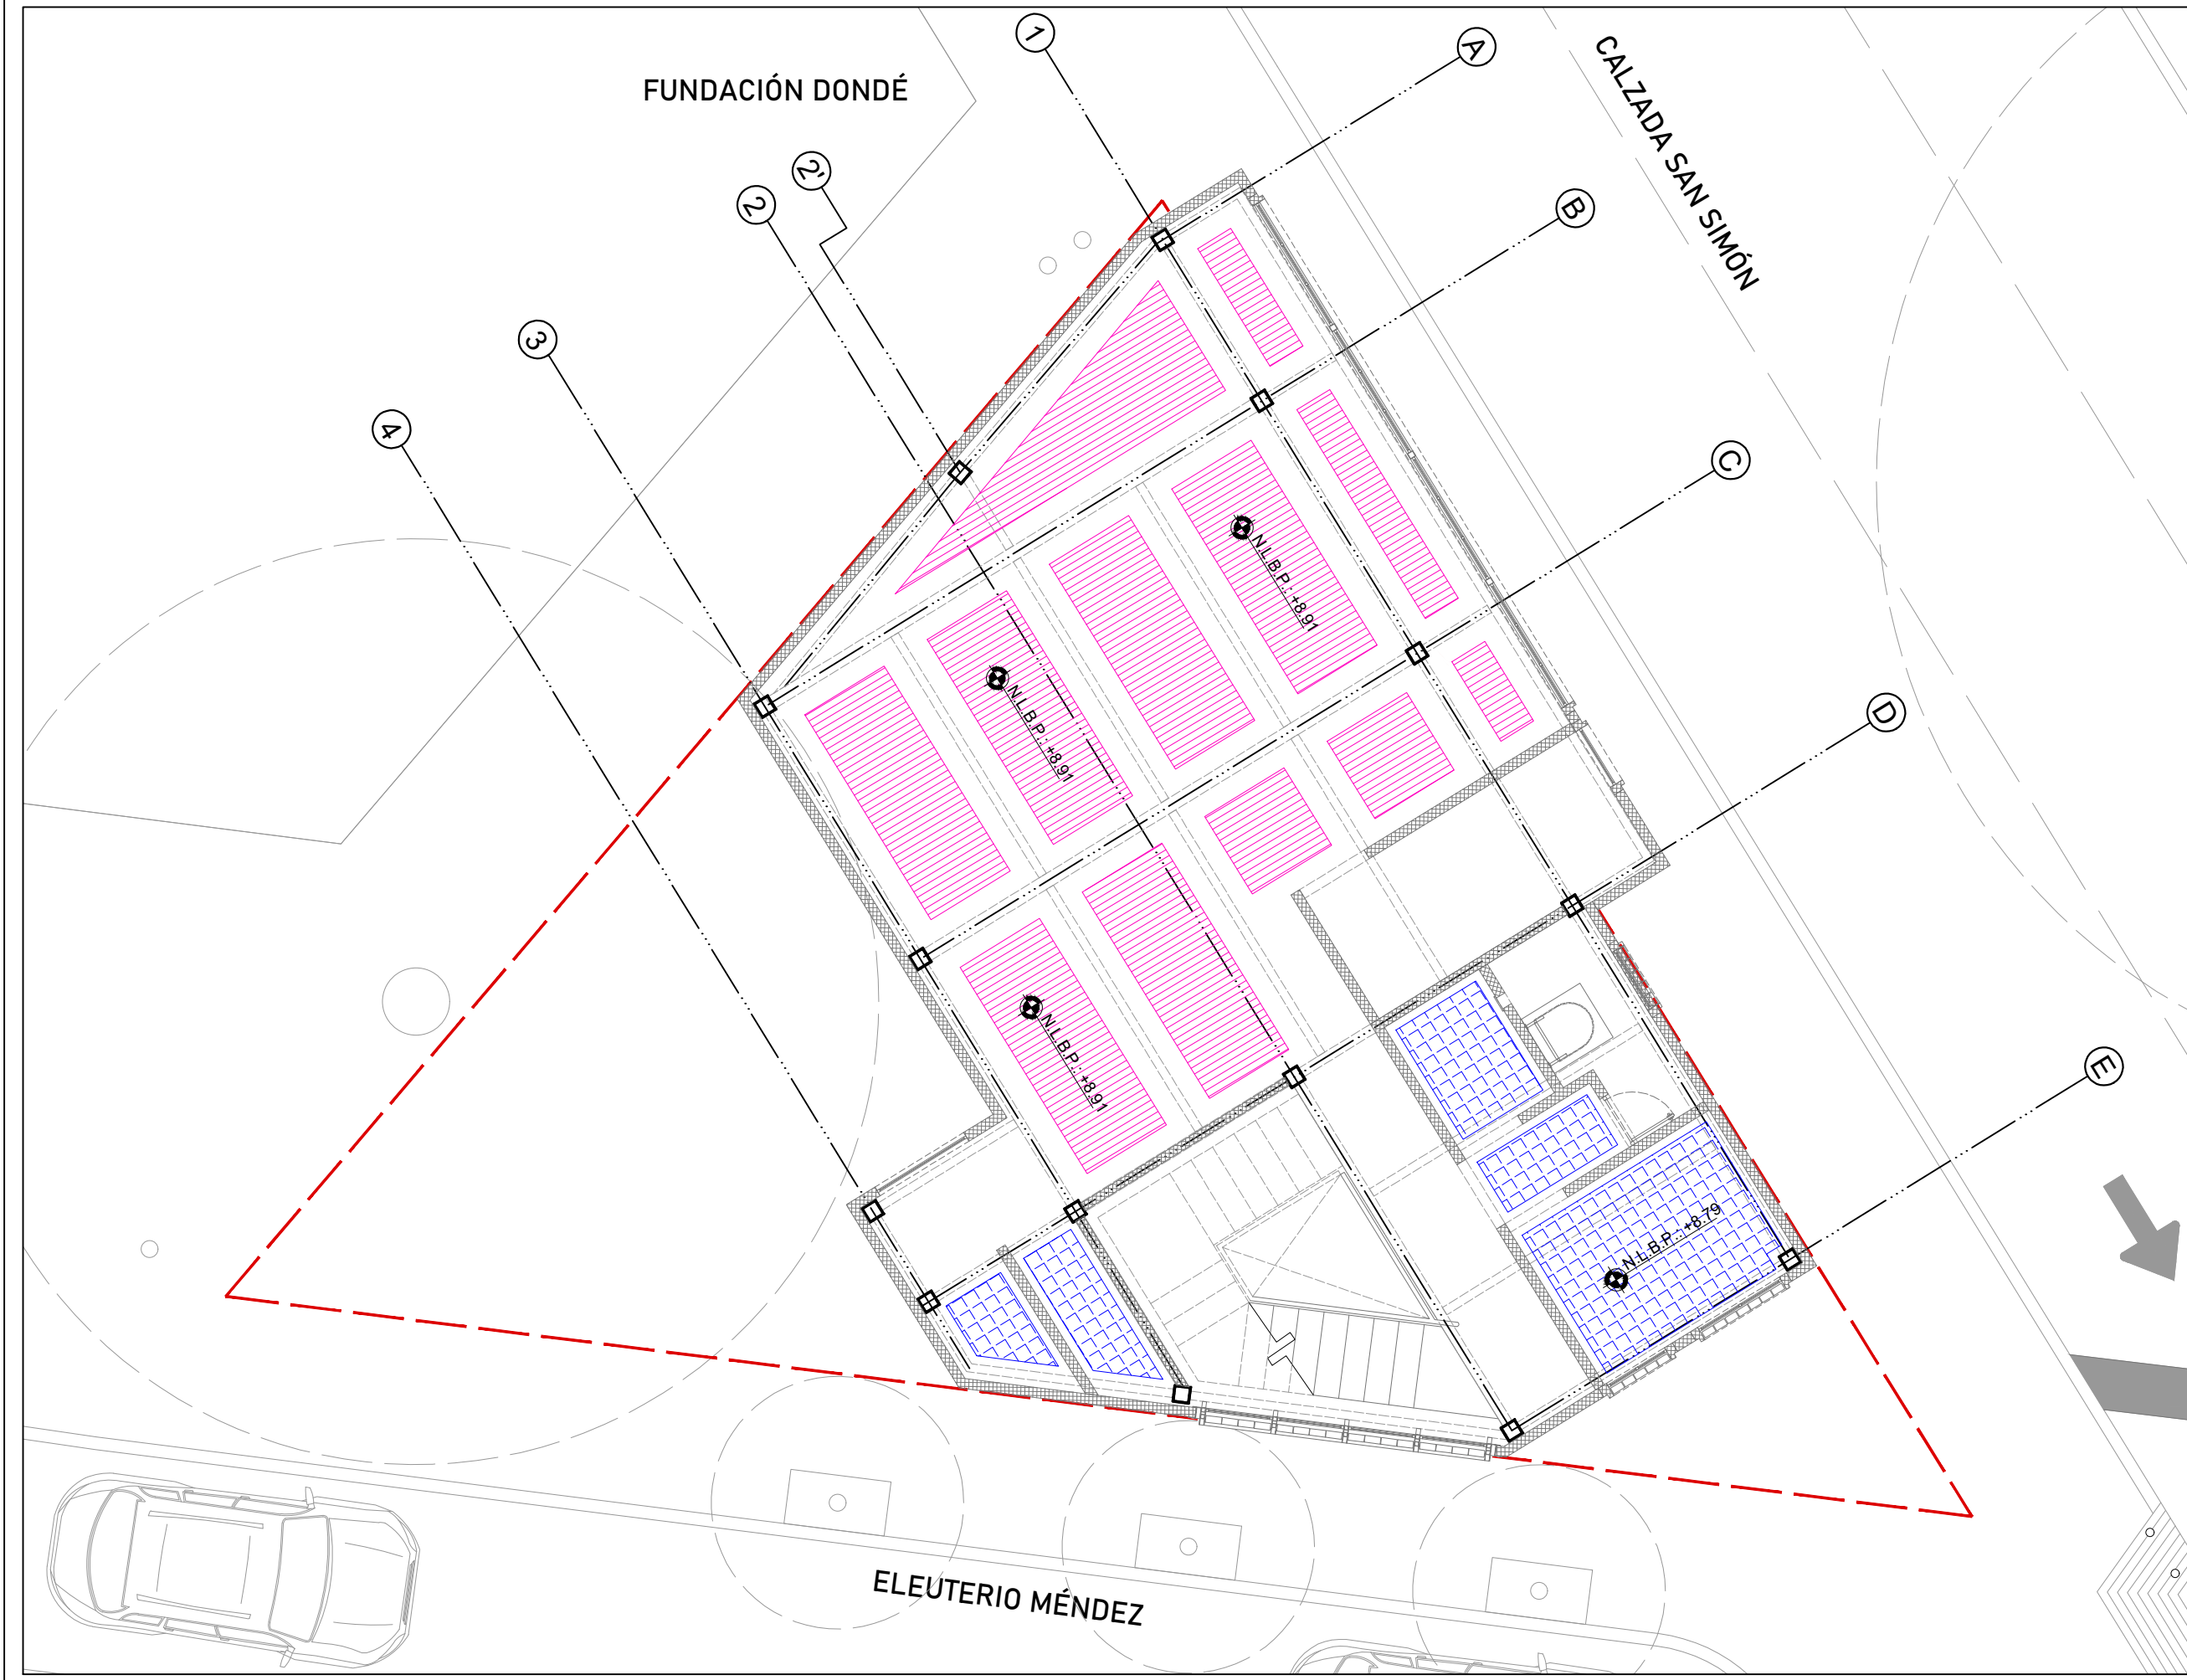 1
A
FUNDACIÓN DONDÉ
CALZADA SAN SIMÓN
2'
2
B
3
4
C
N.L.B.P.: +8.91
N.L.B.P.: +8.91
D
N.L.B.P.: +8.91
E
N.L.B.P.: +8.79
ELEUTERIO MÉNDEZ